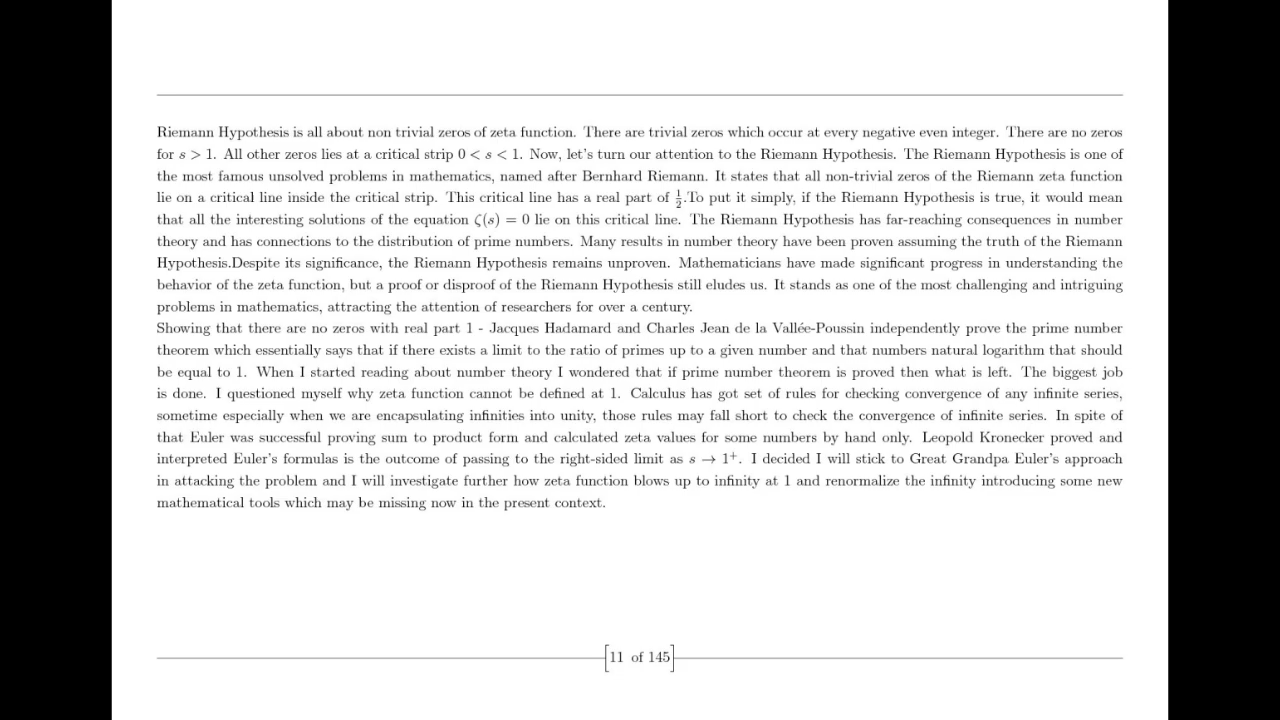 Riemann Hypothesis is all about non trivial zeros of zeta function. There are trivial zeros which occur at every negative even integer. There are no zeros
for s > 1. All other zeros lies at a critical strip 0 < s < 1. Now, let's turn our attention to the Riemann Hypothesis. The Riemann Hypothesis is one of
the most famous unsolved problems in mathematics, named after Bernhard Riemann. It states that all non-trivial zeros of the Riemann zeta function
lie on a critical line inside the critical strip. This critical line has a real part of ½.To put it simply, if the Riemann Hypothesis is true, it would mean
that all the interesting solutions of the equation ζ(s) = 0 lie on this critical line. The Riemann Hypothesis has far-reaching consequences in number
theory and has connections to the distribution of prime numbers. Many results in number theory have been proven assuming the truth of the Riemann
Hypothesis.Despite its significance, the Riemann Hypothesis remains unproven. Mathematicians have made significant progress in understanding the
behavior of the zeta function, but a proof or disproof of the Riemann Hypothesis still eludes us. It stands as one of the most challenging and intriguing
problems in mathematics, attracting the attention of researchers for over a century.
Showing that there are no zeros with real part 1 - Jacques Hadamard and Charles Jean de la Vallée-Poussin independently prove the prime number
theorem which essentially says that if there exists a limit to the ratio of primes up to a given number and that numbers natural logarithm that should
be equal to 1. When I started reading about number theory I wondered that if prime number theorem is proved then what is left. The biggest job
is done. I questioned myself why zeta function cannot be defined at 1. Calculus has got set of rules for checking convergence of any infinite series,
sometime especially when we are encapsulating infinities into unity, those rules may fall short to check the convergence of infinite series. In spite of
that Euler was successful proving sum to product form and calculated zeta values for some numbers by hand only. Leopold Kronecker proved and
interpreted Euler's formulas is the outcome of passing to the right-sided limit as s → 1⁺. I decided I will stick to Great Grandpa Euler's approach
in attacking the problem and I will investigate further how zeta function blows up to infinity at 1 and renormalize the infinity introducing some new
mathematical tools which may be missing now in the present context.
[11 of 145]